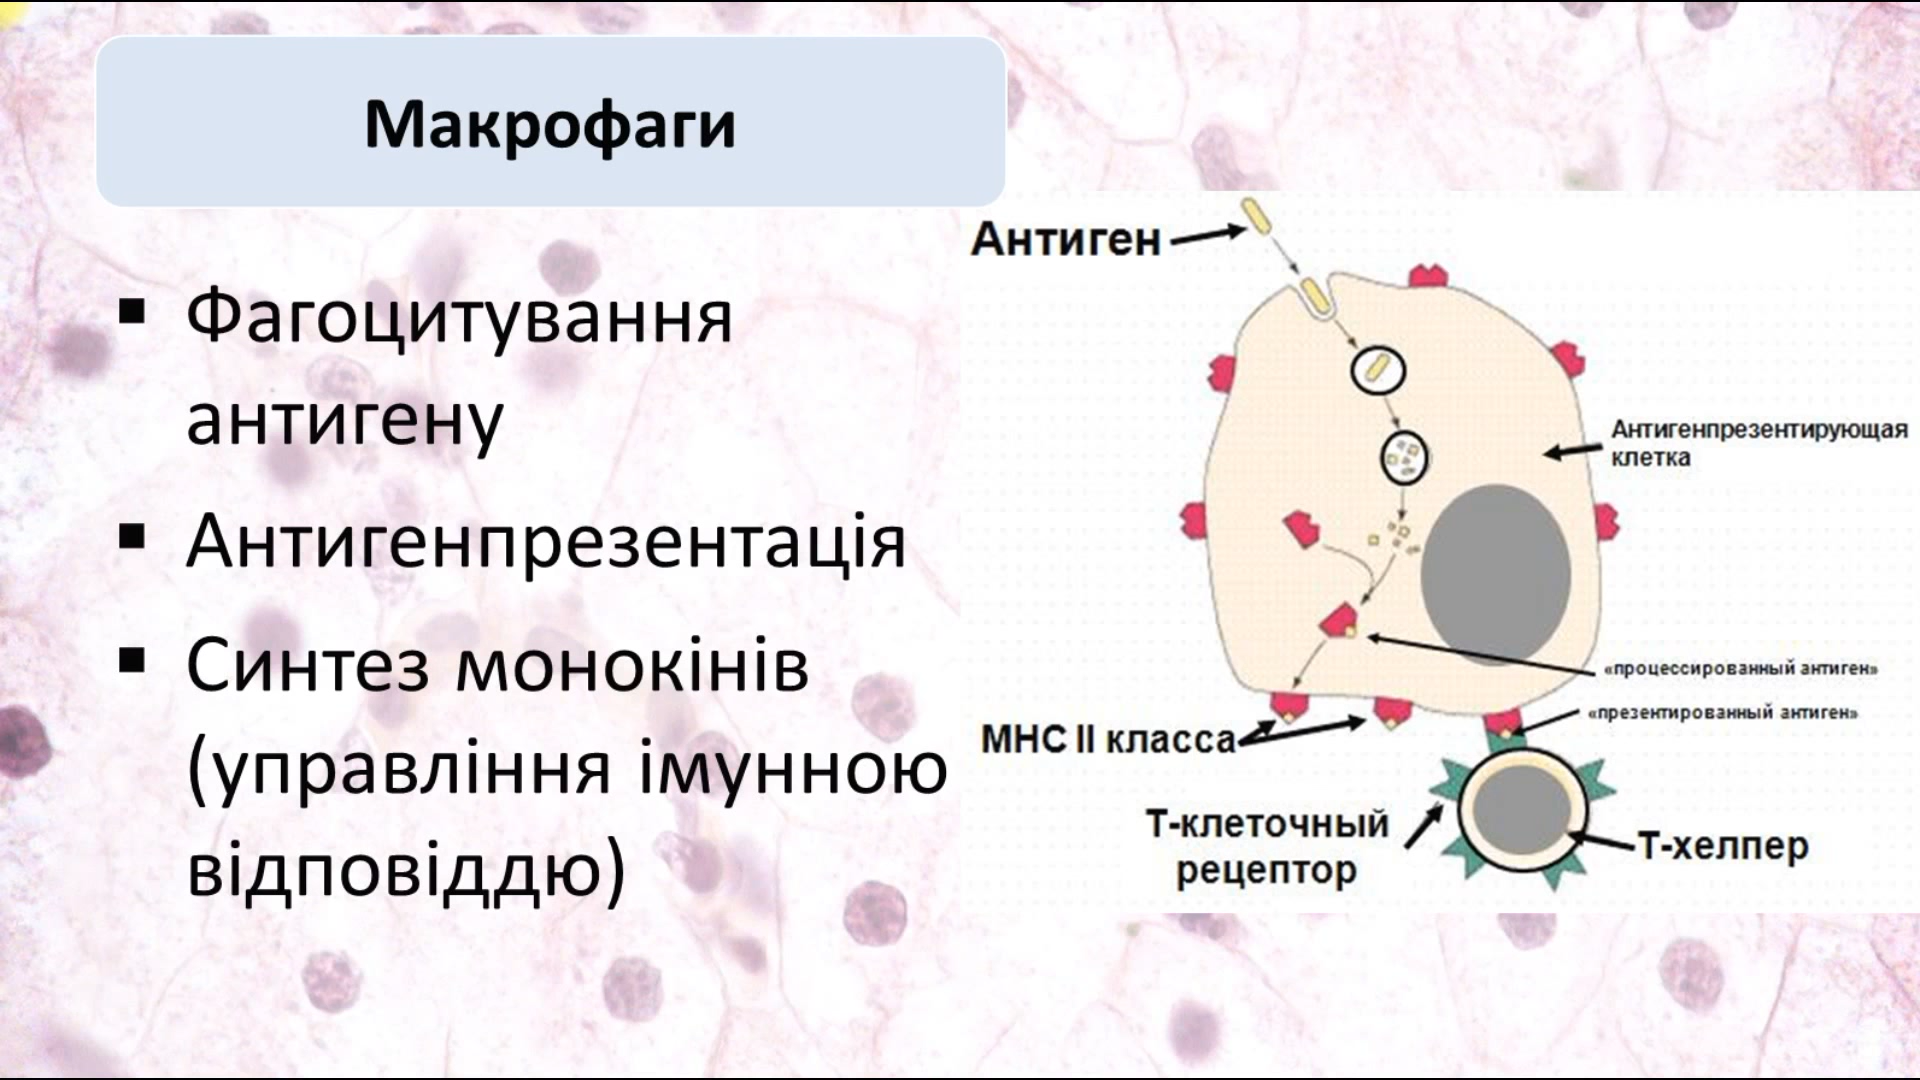 Макрофаги
▪ Фагоцитування
антигену
▪ Антигенпрезентація
▪ Синтез монокінів
(управління імунною
відповіддю)
Антиген
Антигенпрезентирующая
клетка
«процессированный антиген»
«презентированный антиген»
МНС II класса
Т-клеточный
рецептор
Т-хелпер